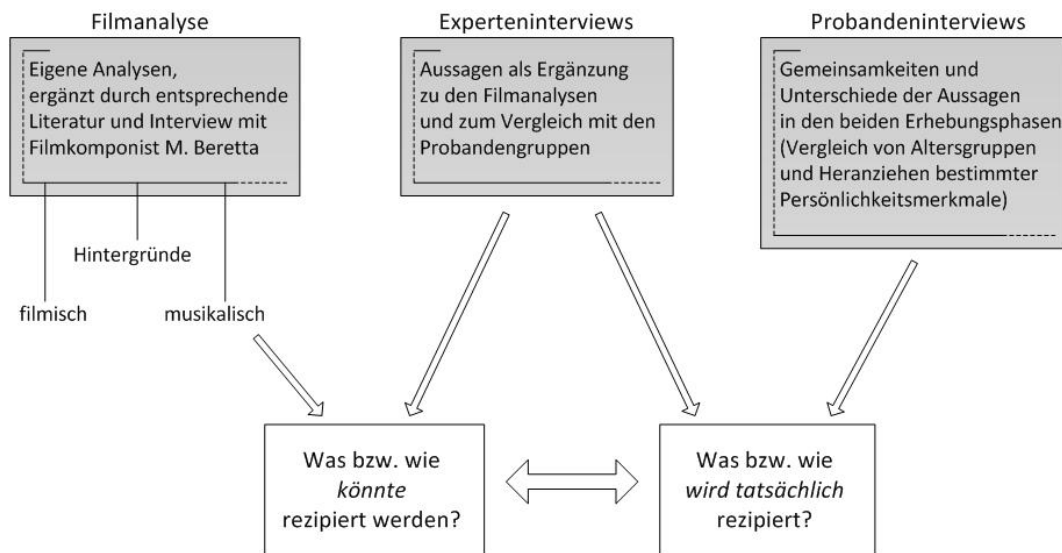 Filmanalyse
Eigene Analysen,
ergänzt durch entsprechende
Literatur und Interview mit
Filmkomponist M. Beretta
Hintergründe
filmisch
musikalisch
Experteninterviews
Aussagen als Ergänzung
zu den Filmanalysen
und zum Vergleich mit den
Probandengruppen
Probandeninterviews
Gemeinsamkeiten und
Unterschiede der Aussagen
in den beiden Erhebungsphasen
(Vergleich von Altersgruppen
und Heranziehen bestimmter
Persönlichkeitsmerkmale)
Was bzw. wie
könnte
rezipiert werden?
Was bzw. wie
wird tatsächlich
rezipiert?